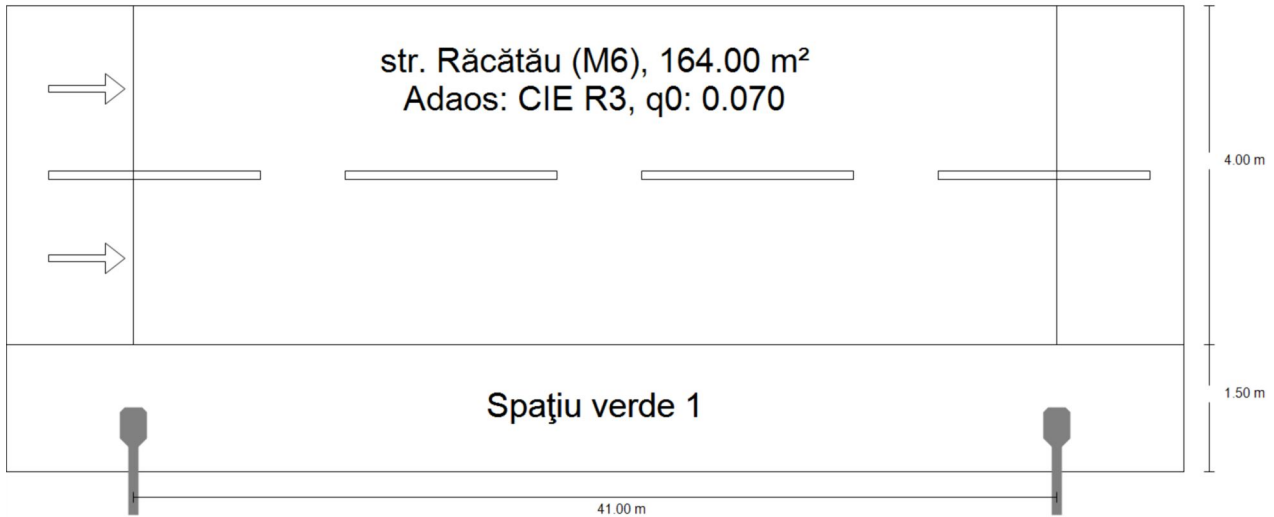 str. Răcătău (M6), 164.00 m²
Adaos: CIE R3, q0: 0.070
4.00 m
Spaţiu verde 1
1.50 m
41.00 m